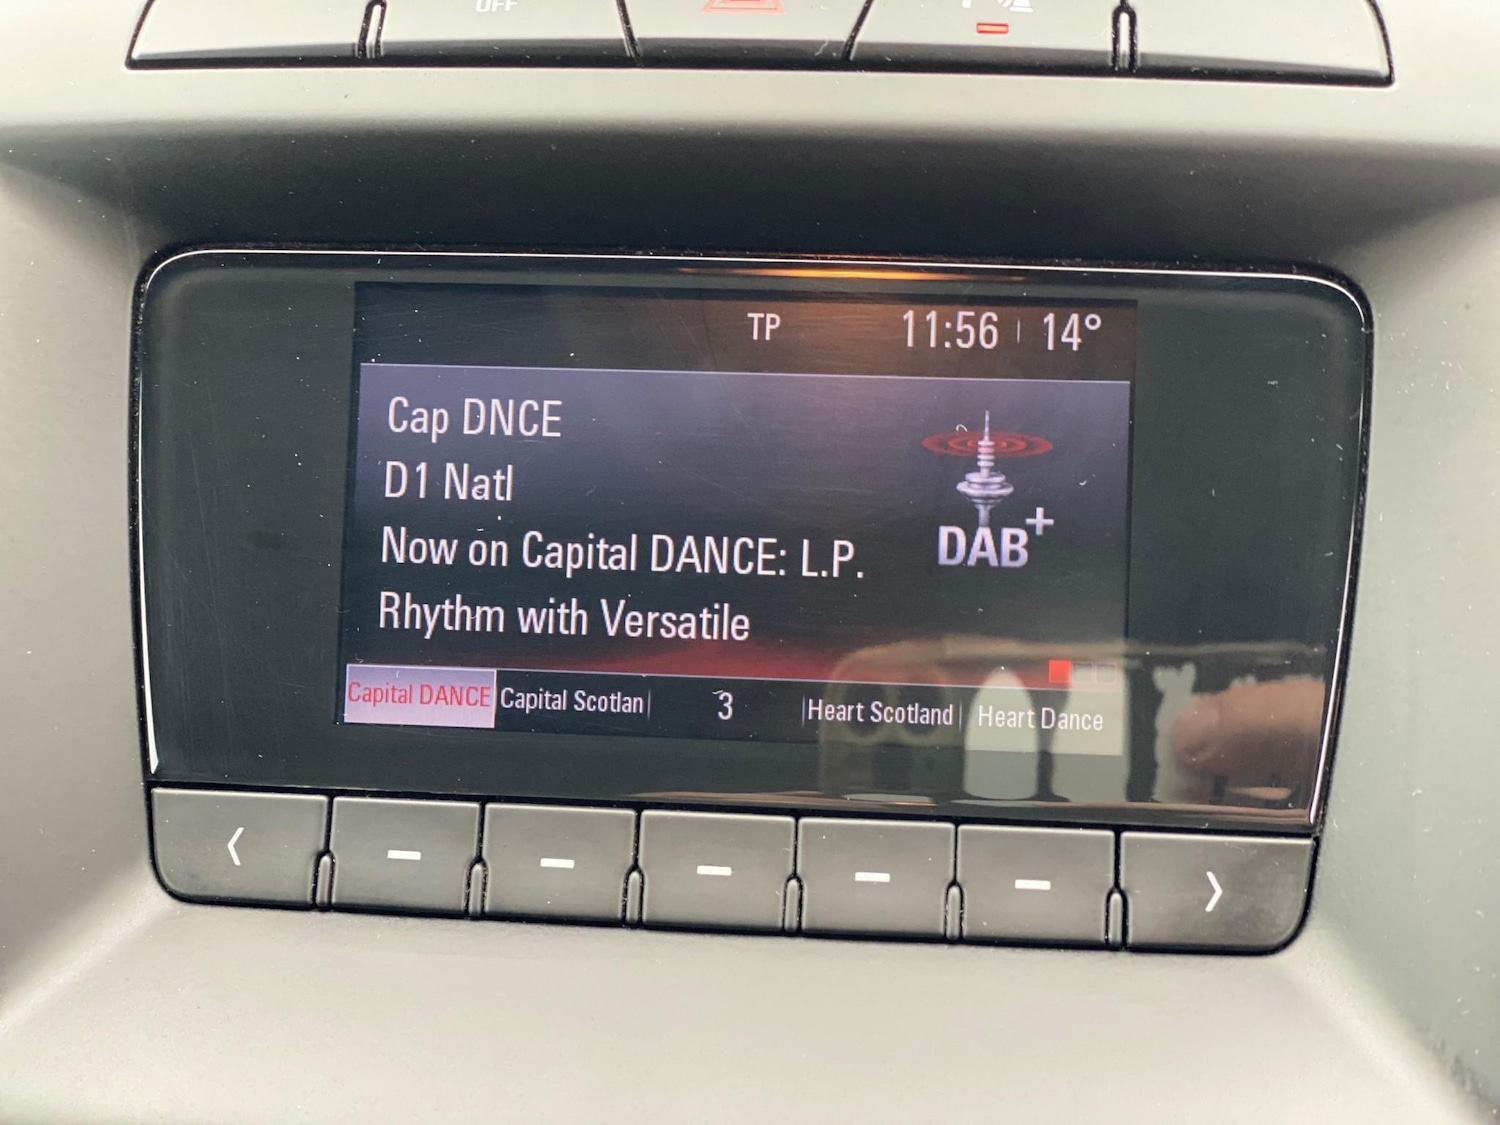 OFF
TP 11:56 14°
Cap DNCE
D1 Natl
Now on Capital DANCE: L.P.
Rhythm with Versatile
DAB+
Capital DANCE Capital Scotlan 3 Heart Scotland Heart Dance